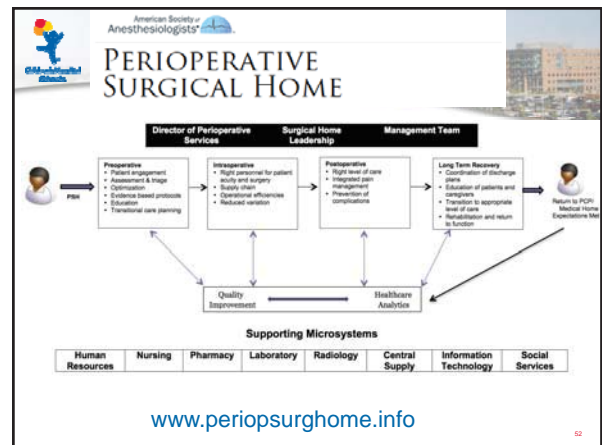 American Society of
Anesthesiologists®
PERIOPERATIVE
SURGICAL HOME
Director of Perioperative
Services
Surgical Home
Leadership
Management Team
PSH
Preoperative
• Patient engagement
• Assessment & triage
• Optimization
• Evidence based protocols
• Education
• Transitional care planning
Intraoperative
• Right personnel for patient
acuity and surgery
• Supply chain
• Operational efficiencies
• Reduced variation
Postoperative
• Right level of care
• Integrated pain
management
• Prevention of
complications
Long Term Recovery
• Coordination of discharge
plans
• Education of patients and
caregivers
• Transition to appropriate
level of care
• Rehabilitation and return
to function
Return to PCP/
Medical Home
Expectations Met
Quality
Improvement
Healthcare
Analytics
Supporting Microsystems
Human
Resources
Nursing
Pharmacy
Laboratory
Radiology
Central
Supply
Information
Technology
Social
Services
www.periopsurghome.info
52